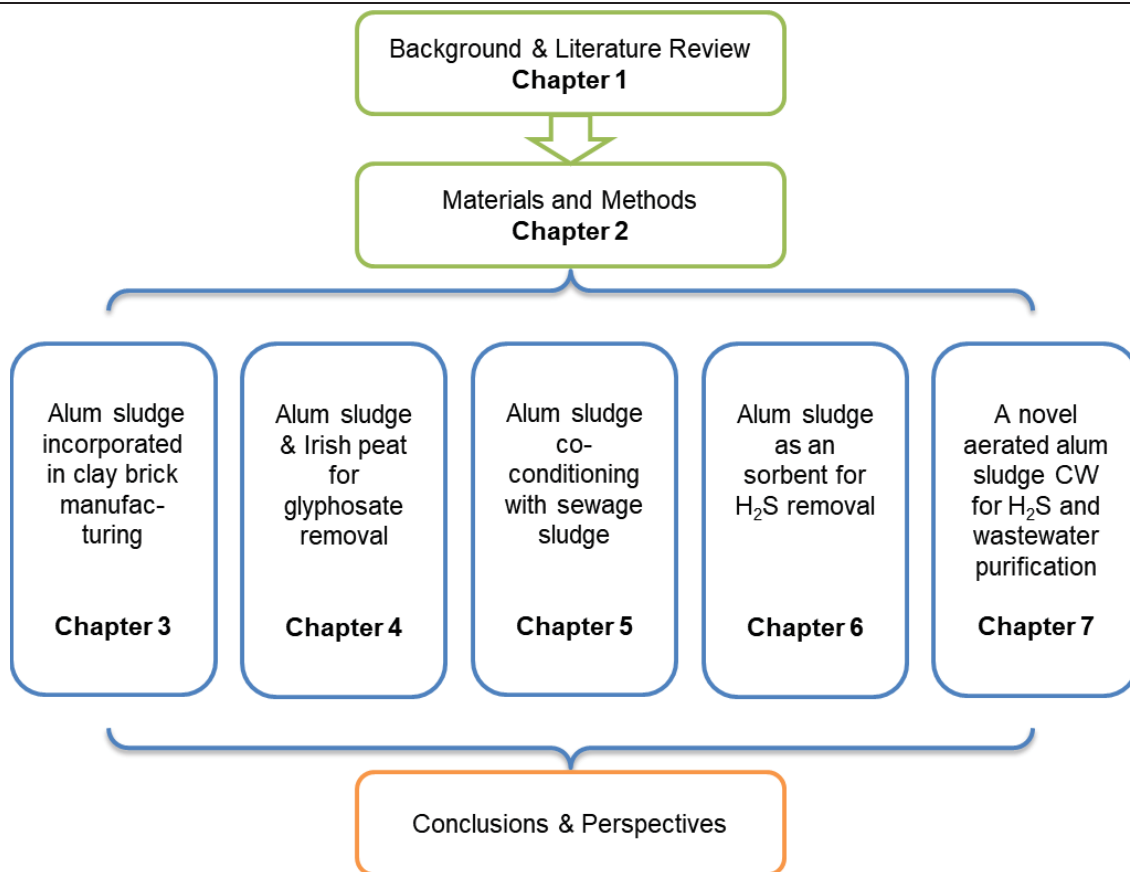 Background & Literature Review
Chapter 1
Materials and Methods
Chapter 2
Alum sludge
incorporated
in clay brick
manufac-
turing
Chapter 3
Alum sludge
& Irish peat
for
glyphosate
removal
Chapter 4
Alum sludge
co-
conditioning
with sewage
sludge
Chapter 5
Alum sludge
as an
sorbent for
H₂S removal
Chapter 6
A novel
aerated alum
sludge CW
for H₂S and
wastewater
purification
Chapter 7
Conclusions & Perspectives